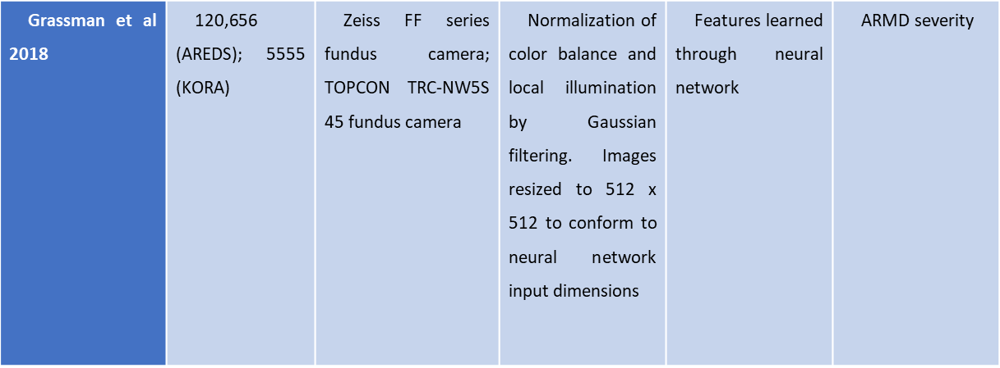 Grassman et al
2018
120,656
(AREDS); 5555
(KORA)
Zeiss FF series
fundus camera;
TOPCON TRC-NW5S
45 fundus camera
Normalization of
color balance and
local illumination
by Gaussian
filtering. Images
resized to 512 x
512 to conform to
neural network
input dimensions
Features learned
through neural
network
ARMD severity